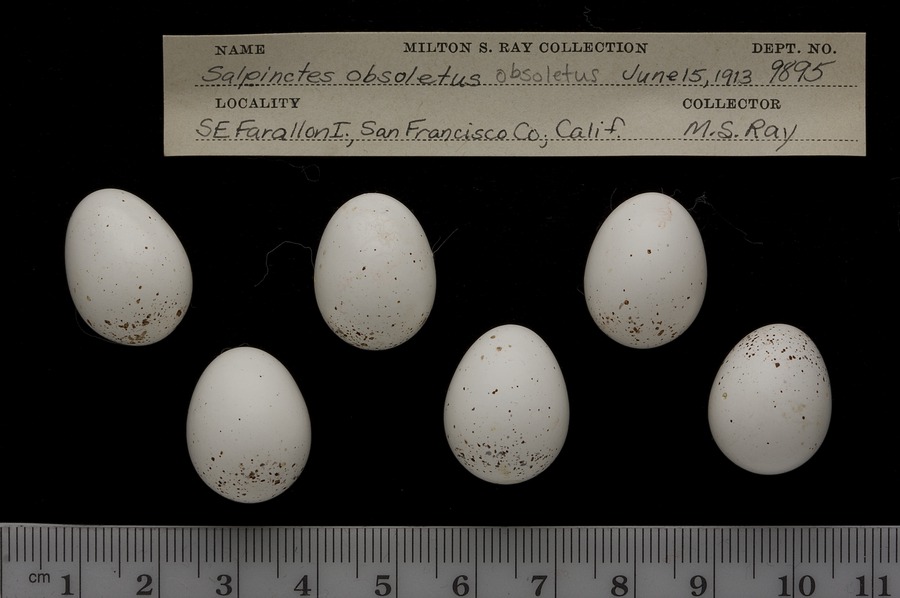 NAME MILTON S. RAY COLLECTION DEPT. NO.
Salpinctes obsoletus obsoletus June 15, 1913 9895
LOCALITY COLLECTOR
SE Farallon I., San Francisco Co; Calif. M.S. Ray
cm 1 2 3 4 5 6 7 8 9 10 11